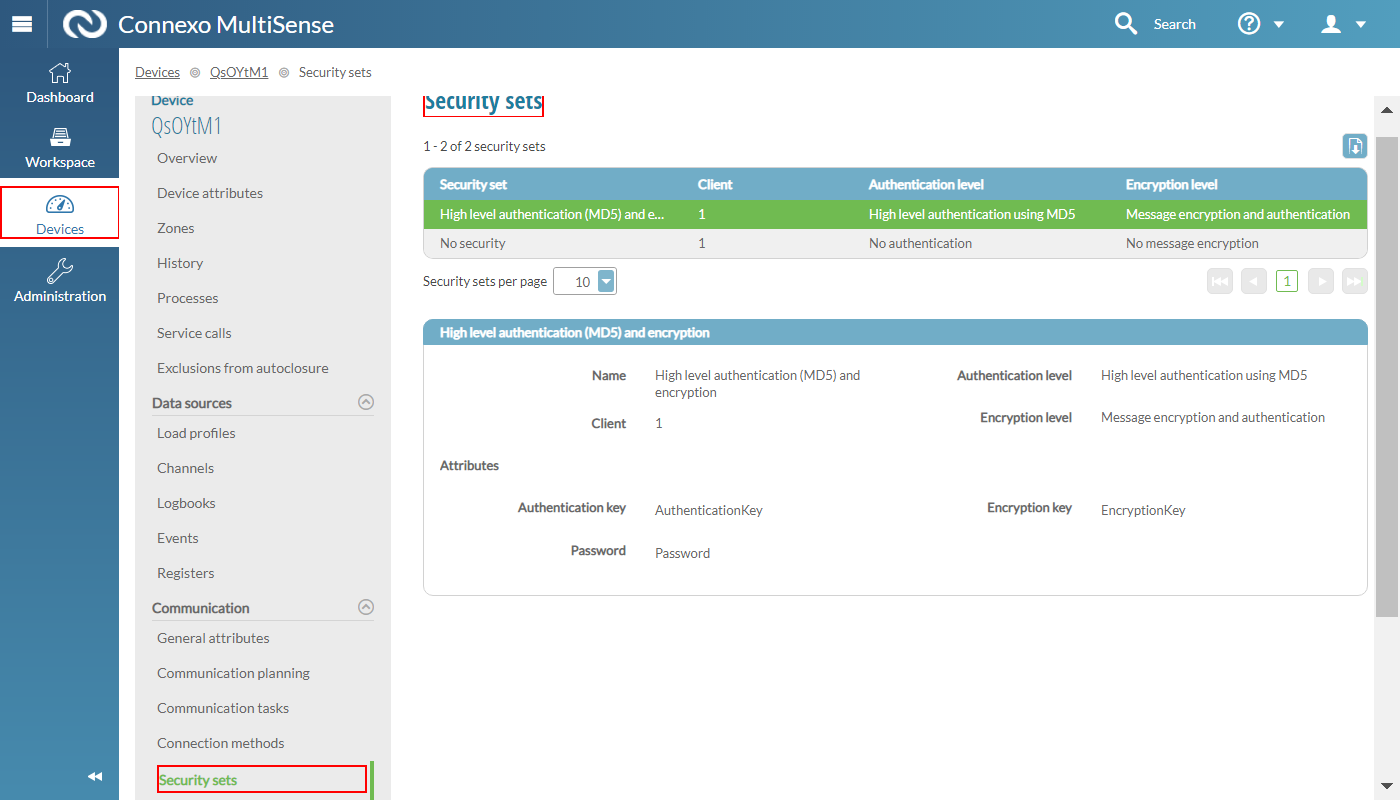 Connexo MultiSense
Search
Dashboard
Workspace
Devices
Administration
Devices QsOYtM1 Security sets
Device
QsOYtM1
Overview
Device attributes
Zones
History
Processes
Service calls
Exclusions from autoclosure
Data sources
Load profiles
Channels
Logbooks
Events
Registers
Communication
General attributes
Communication planning
Communication tasks
Connection methods
Security sets
Security sets
1 - 2 of 2 security sets
Security set Client Authentication level Encryption level
High level authentication (MD5) and e... 1 High level authentication using MD5 Message encryption and authentication
No security 1 No authentication No message encryption
Security sets per page 10 1
High level authentication (MD5) and encryption
Name High level authentication (MD5) and
encryption
Client 1
Authentication level High level authentication using MD5
Encryption level Message encryption and authentication
Attributes
Authentication key AuthenticationKey
Encryption key EncryptionKey
Password Password